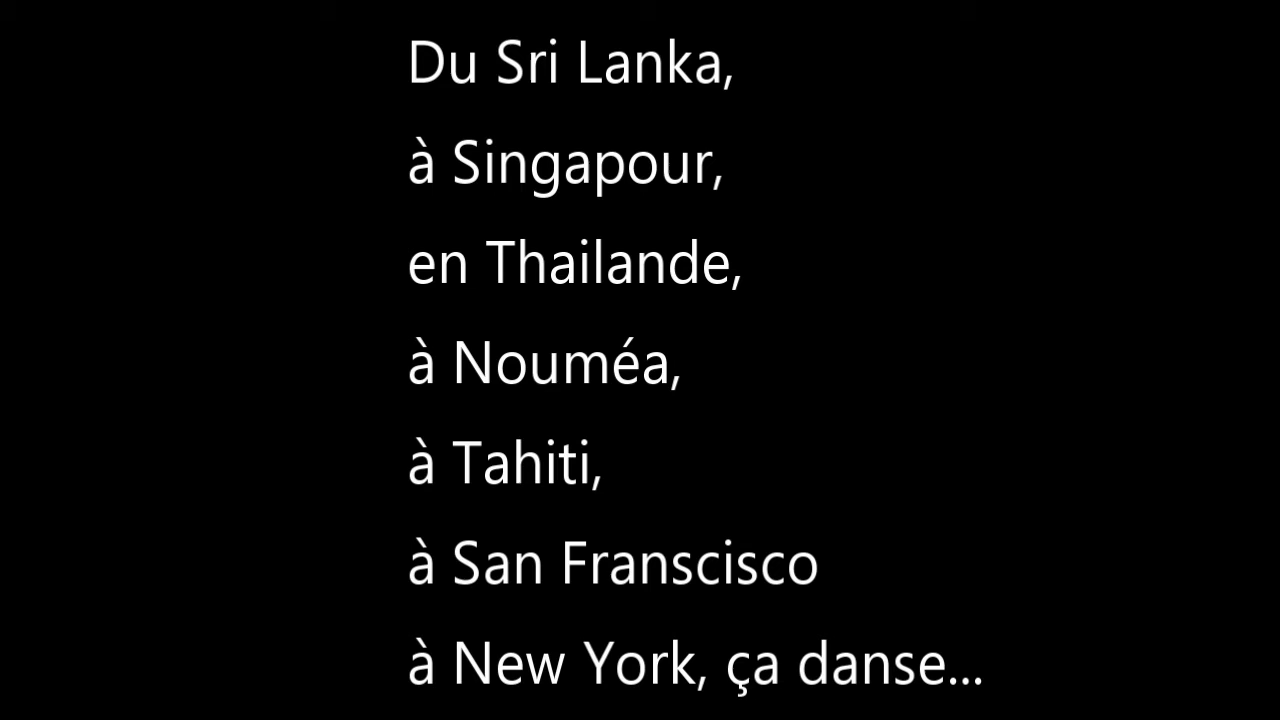 Du Sri Lanka,
à Singapour,
en Thailande,
à Nouméa,
à Tahiti,
à San Franscisco
à New York, ça danse...